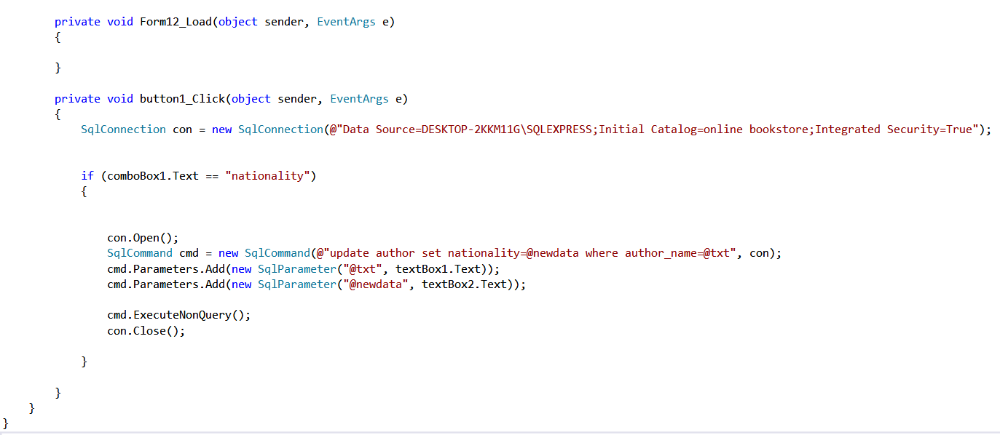 private void Form12_Load(object sender, EventArgs e)
{
}
private void button1_Click(object sender, EventArgs e)
{
SqlConnection con = new SqlConnection(@"Data Source=DESKTOP-2KKM11G\SQLEXPRESS;Initial Catalog=online bookstore;Integrated Security=True");
if (comboBox1.Text == "nationality")
{
con.Open();
SqlCommand cmd = new SqlCommand(@"update author set nationality=@newdata where author_name=@txt", con);
cmd.Parameters.Add(new SqlParameter("@txt", textBox1.Text));
cmd.Parameters.Add(new SqlParameter("@newdata", textBox2.Text));
cmd.ExecuteNonQuery();
con.Close();
}
}
}
}